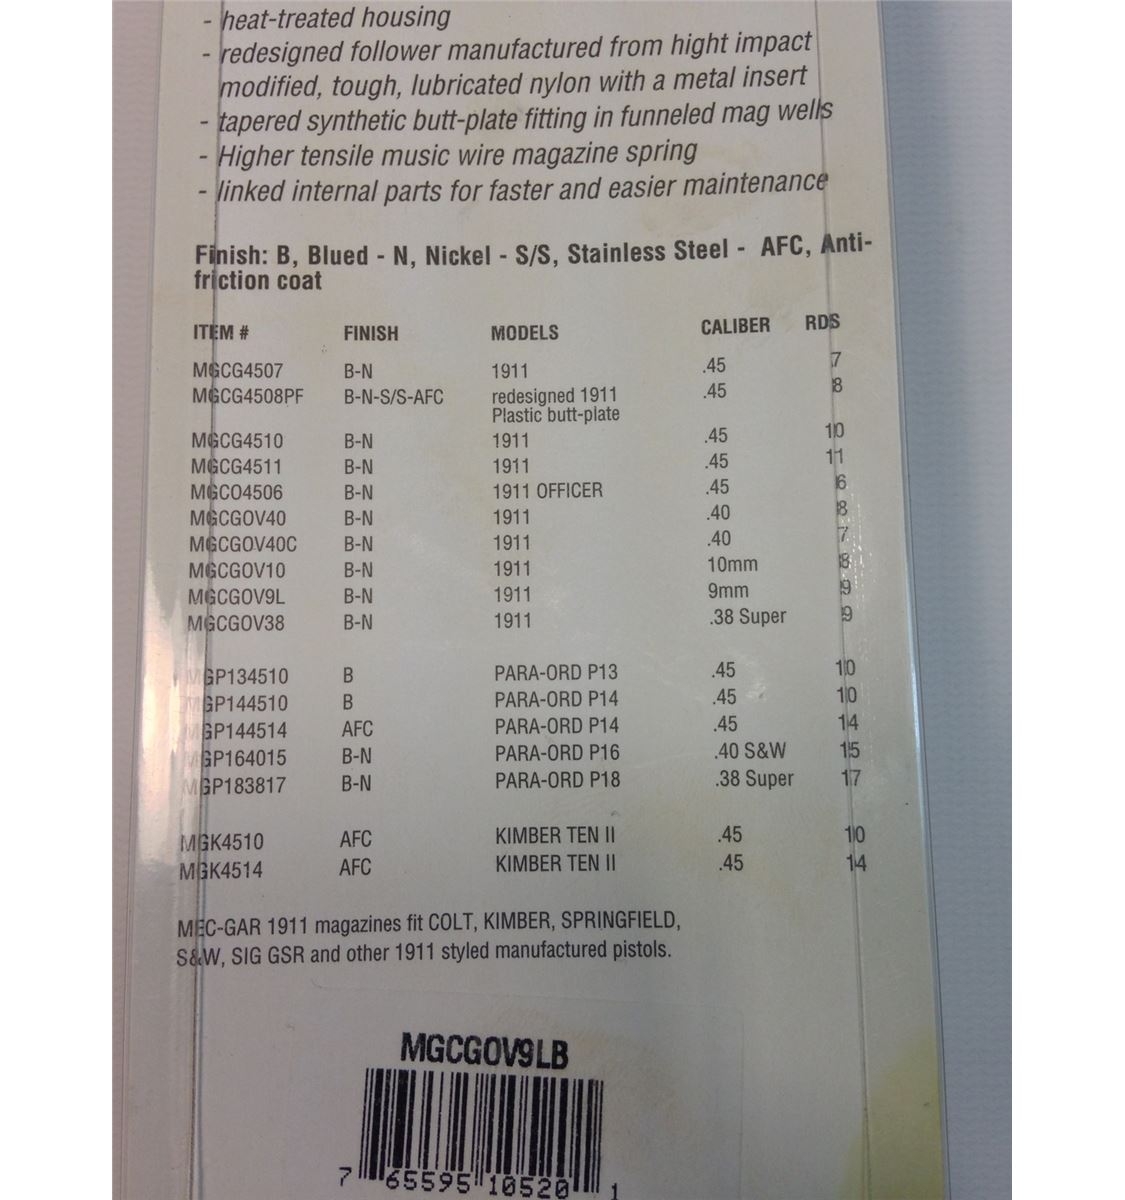 - heat-treated housing
- redesigned follower manufactured from hight impact
modified, tough, lubricated nylon with a metal insert
- tapered synthetic butt-plate fitting in funneled mag wells
- Higher tensile music wire magazine spring
- linked internal parts for faster and easier maintenance
Finish: B, Blued - N, Nickel - S/S, Stainless Steel - AFC, Anti-
friction coat
ITEM # FINISH MODELS CALIBER RDS
MGCG4507 B-N 1911 .45 7
MGCG4508PF B-N-S/S-AFC redesigned 1911 .45 8
Plastic butt-plate
MGCG4510 B-N 1911 .45 10
MGCG4511 B-N 1911 .45 11
MGCO4506 B-N 1911 OFFICER .45 6
MGCGOV40 B-N 1911 .40 8
MGCGOV40C B-N 1911 .40 7
MGCGOV10 B-N 1911 10mm 8
MGCGOV9L B-N 1911 9mm 9
MGCGOV38 B-N 1911 .38 Super 9
MGP134510 B PARA-ORD P13 .45 10
MGP144510 B PARA-ORD P14 .45 10
MGP144514 AFC PARA-ORD P14 .45 14
MGP164015 B-N PARA-ORD P16 .40 S&W 15
MGP183817 B-N PARA-ORD P18 .38 Super 17
MGK4510 AFC KIMBER TEN II .45 10
MGK4514 AFC KIMBER TEN II .45 14
MEC-GAR 1911 magazines fit COLT, KIMBER, SPRINGFIELD,
S&W, SIG GSR and other 1911 styled manufactured pistols.
MGCGOV9LB
7 65595 10520 1